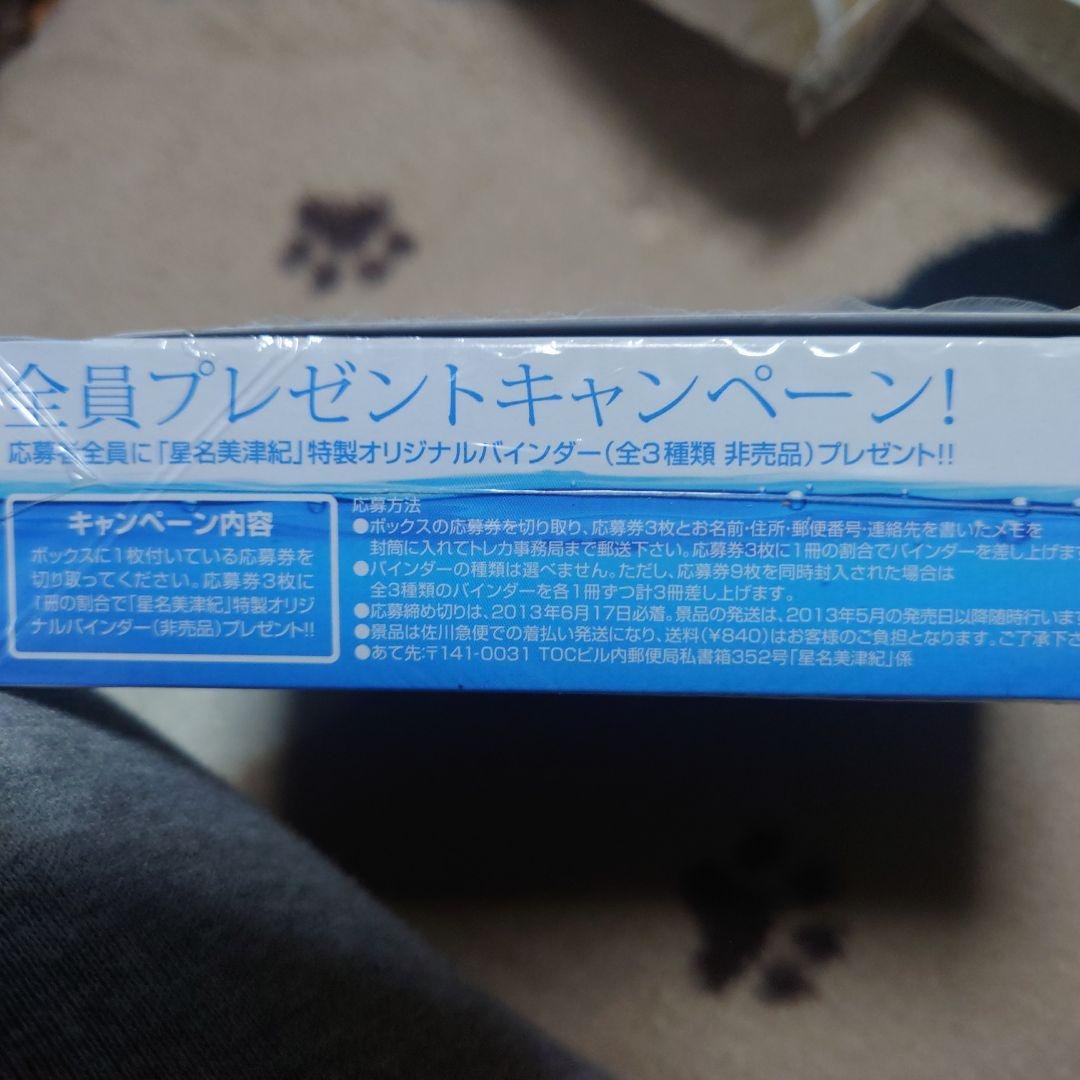 全員プレゼントキャンペーン!
応募者全員に「星名美津紀」特製オリジナルバインダー(全3種類 非売品)プレゼント!!
キャンペーン内容
ボックスに1枚付いている応募券を
切り取ってください。応募券3枚に
1冊の割合で「星名美津紀」特製オリジ
ナルバインダー(非売品)プレゼント!!
応募方法
●ボックスの応募券を切り取り、応募券3枚とお名前・住所・郵便番号・連絡先を書いたメモを
封筒に入れてトレカ事務局まで郵送下さい。応募券3枚に1冊の割合でバインダーを差し上げます
●バインダーの種類は選べません。ただし、応募券9枚を同時封入された場合は
全3種類のバインダーを各1冊ずつ計3冊差し上げます。
●応募締め切りは、2013年6月17日必着。景品の発送は、2013年5月の発売日以降随時行います
●景品は佐川急便での着払い発送になり、送料(¥840)はお客様のご負担となります。ご了承下さ
●あて先:〒141-0031 TOCビル内郵便局私書箱352号「星名美津紀」係